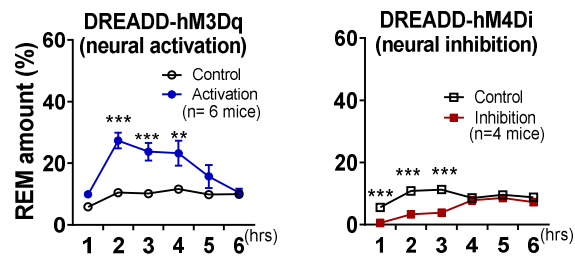 DREADD-hM3Dq
(neural activation)
REM amount (%)
60
40
20
0
Control
Activation
(n= 6 mice)
***
***
**
1 2 3 4 5 6 (hrs)
DREADD-hM4Di
(neural inhibition)
60
40
20
0
Control
Inhibition
(n=4 mice)
***
***
***
1 2 3 4 5 6 (hrs)